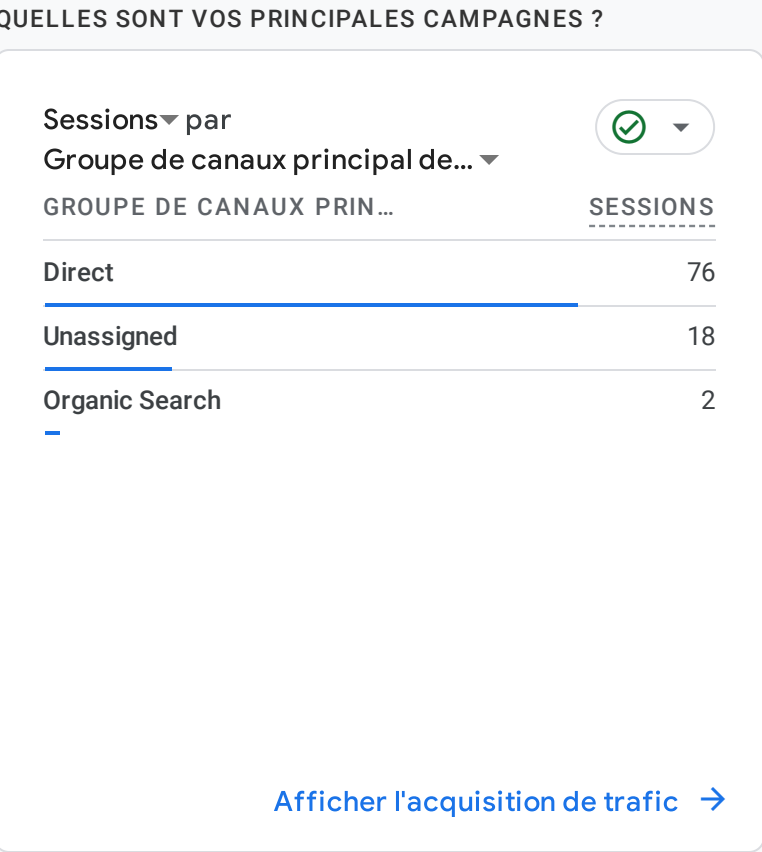 QUELLES SONT VOS PRINCIPALES CAMPAGNES ?
Sessions par
Groupe de canaux principal de...
GROUPE DE CANAUX PRIN... SESSIONS
Direct 76
Unassigned 18
Organic Search 2
Afficher l'acquisition de trafic